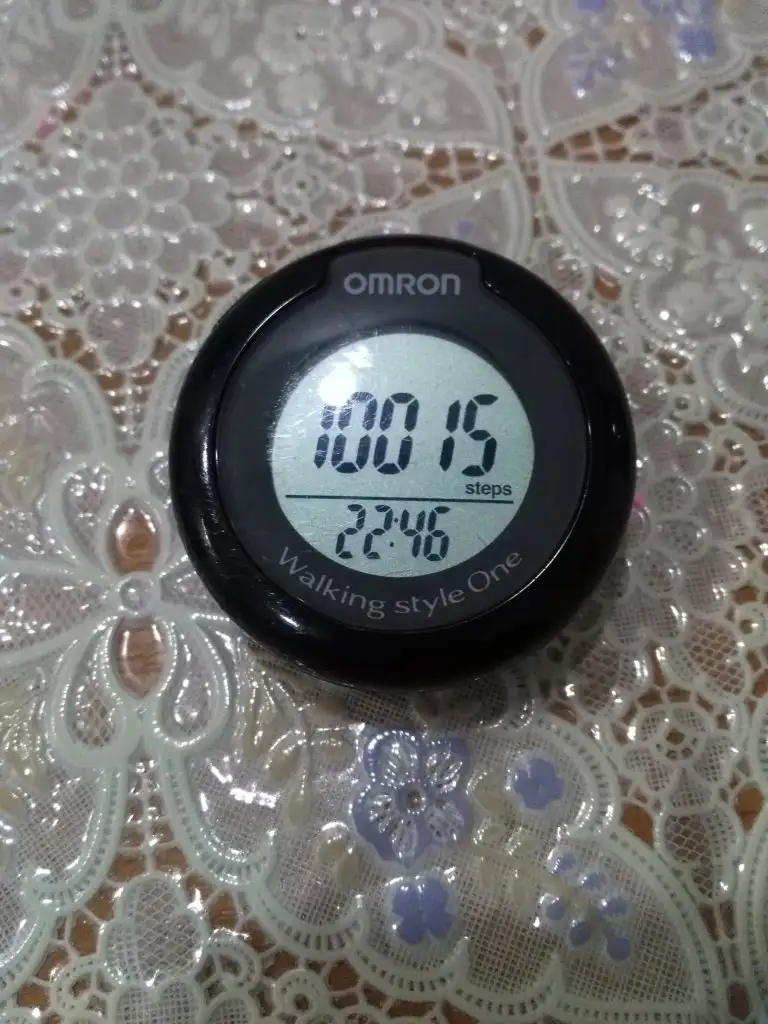 OMRON
10015
steps
22:46
Walking style One